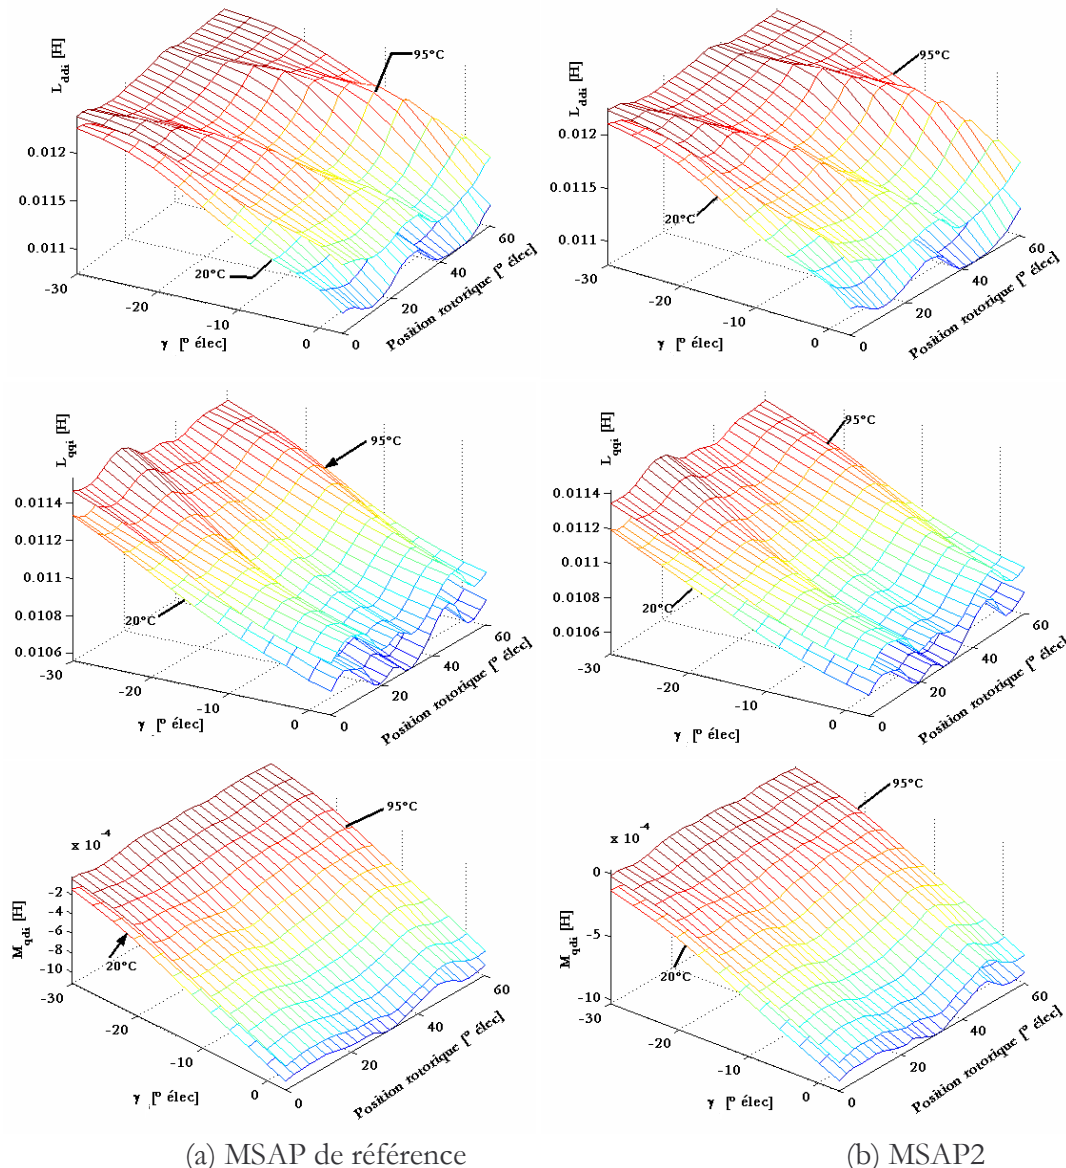 L_ddi [H]
95°C
0.012
0.0115
0.011
20°C
-30
-20
-10
0
γ [º élec]
0
20
40
60
Position rotorique [º élec]
L_ddi [H]
95°C
0.012
0.0115
0.011
20°C
-30
-20
-10
0
γ [º élec]
0
20
40
60
Position rotorique [º élec]
L_qqi [H]
95°C
0.0114
0.0112
0.011
0.0108
0.0106
20°C
-30
-20
-10
0
γ [º élec]
0
20
40
60
Position rotorique [º élec]
L_qqi [H]
95°C
0.0114
0.0112
0.011
0.0108
0.0106
20°C
-30
-20
-10
0
γ [º élec]
0
20
40
60
Position rotorique [º élec]
x 10^-4
95°C
M_qdi [H]
-2
-4
-6
-8
-10
20°C
-30
-20
-10
0
γ [º élec]
0
20
40
60
Position rotorique [º élec]
x 10^-4
95°C
M_qdi [H]
0
-5
-10
20°C
-30
-20
-10
0
γ [º élec]
0
20
40
60
Position rotorique [º élec]
(a) MSAP de référence
(b) MSAP2